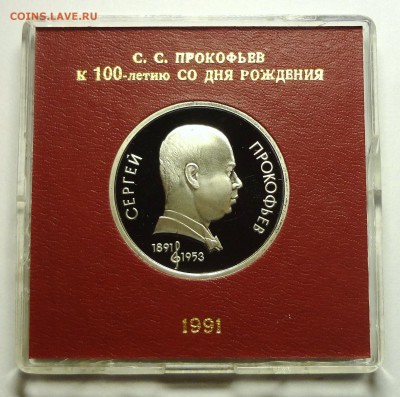 COINS.LAVE.RU
С. С. ПРОКОФЬЕВ
К 100-летию СО ДНЯ РОЖДЕНИЯ
СЕРГЕЙ
ПРОКОФЬЕВ
1891
1953
1991